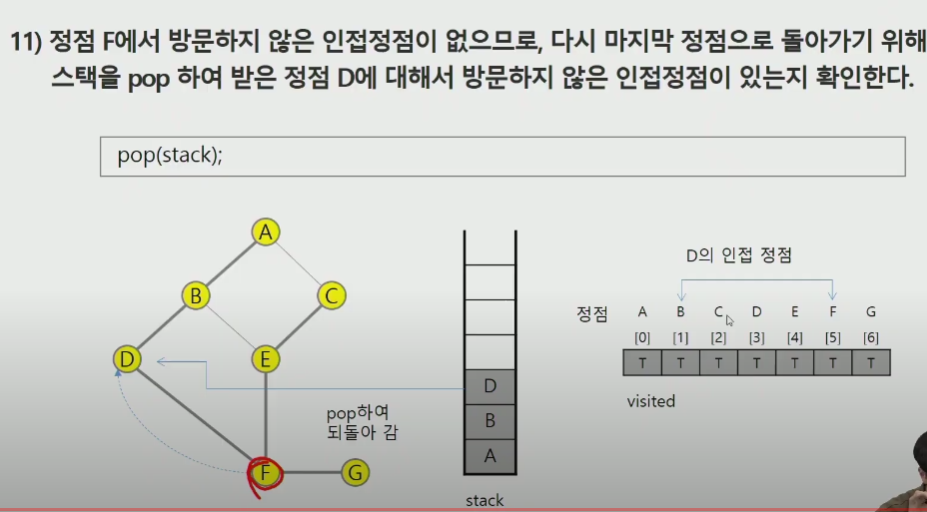 11) 정점 F에서 방문하지 않은 인접정점이 없으므로, 다시 마지막 정점으로 돌아가기 위해
스택을 pop 하여 받은 정점 D에 대해서 방문하지 않은 인접정점이 있는지 확인한다.
pop(stack);
A
B
C
D
E
F
G
pop하여
되돌아 감
D
B
A
stack
D의 인접 정점
정점 A B C D E F G
[0] [1] [2] [3] [4] [5] [6]
T T T T T T T
visited